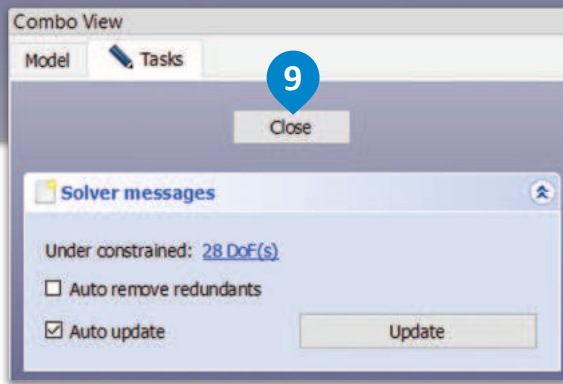 Combo View
Model Tasks
9
Close
Solver messages
Under constrained: 28 DoF(s)
Auto remove redundants
Auto update Update